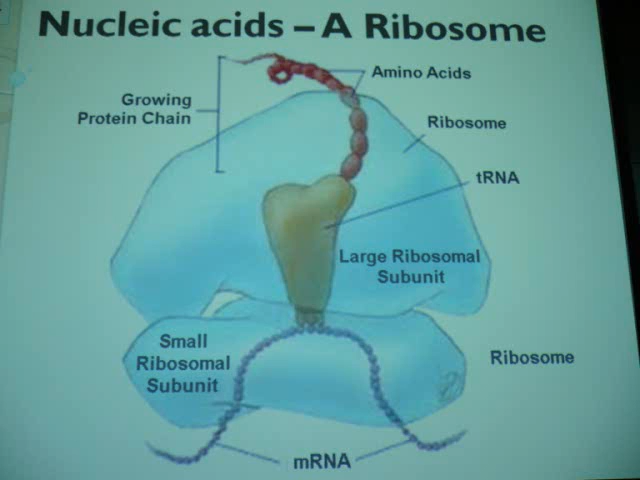 Nucleic acids – A Ribosome
Amino Acids
Growing
Protein Chain
Ribosome
tRNA
Large Ribosomal
Subunit
Small
Ribosomal
Subunit
Ribosome
mRNA